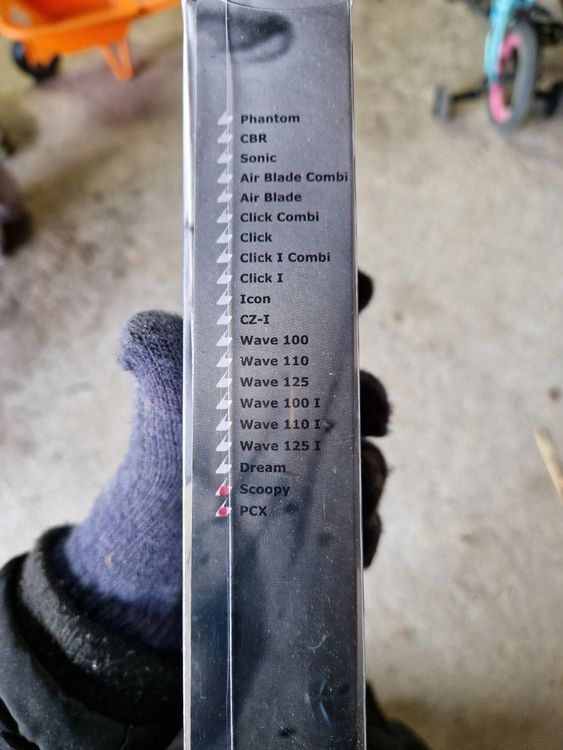 Phantom
CBR
Sonic
Air Blade Combi
Air Blade
Click Combi
Click
Click I Combi
Click I
Icon
CZ-I
Wave 100
Wave 110
Wave 125
Wave 100 I
Wave 110 I
Wave 125 I
Dream
Scoopy
PCX